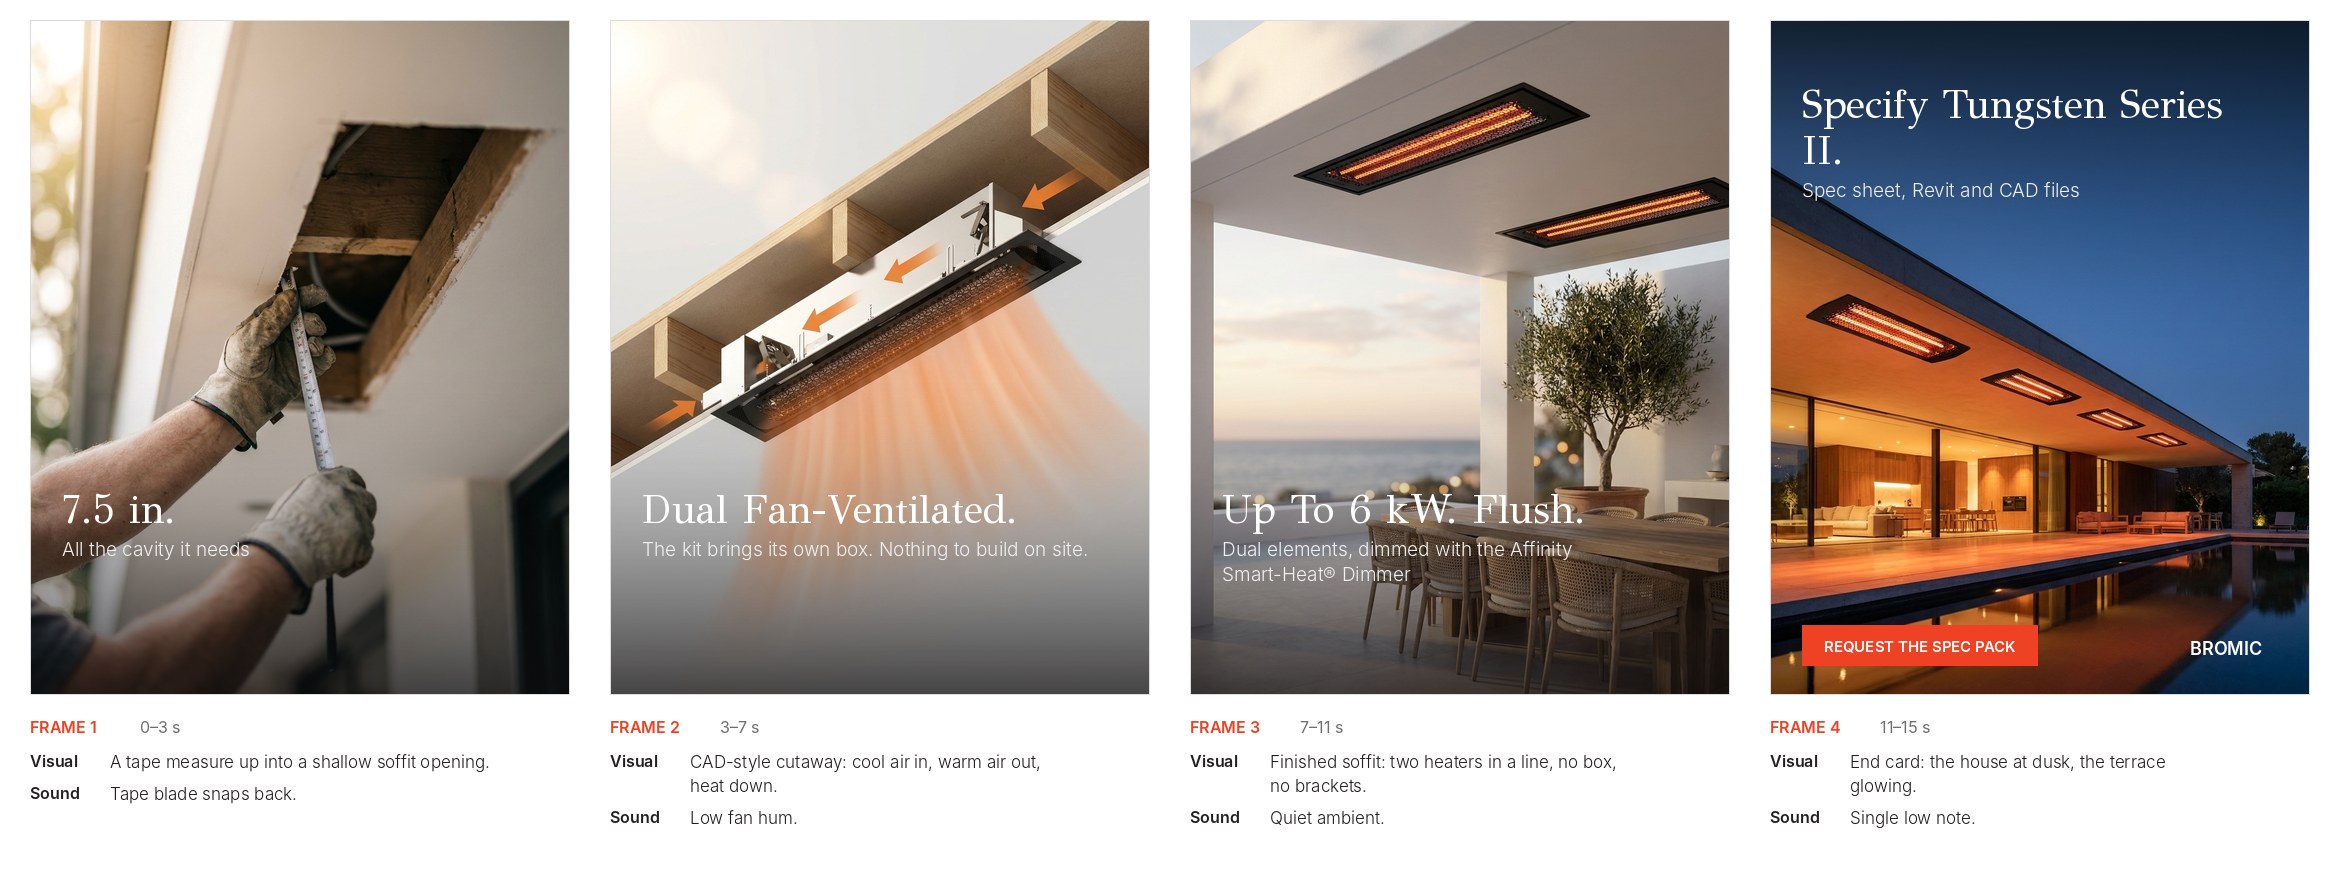 7.5 in.
All the cavity it needs
Dual Fan-Ventilated.
The kit brings its own box. Nothing to build on site.
Up To 6 kW. Flush.
Dual elements, dimmed with the Affinity
Smart-Heat® Dimmer
Specify Tungsten Series
II.
Spec sheet, Revit and CAD files
REQUEST THE SPEC PACK
BROMIC
FRAME 1 0–3 s
Visual A tape measure up into a shallow soffit opening.
Sound Tape blade snaps back.
FRAME 2 3–7 s
Visual CAD-style cutaway: cool air in, warm air out,
heat down.
Sound Low fan hum.
FRAME 3 7–11 s
Visual Finished soffit: two heaters in a line, no box,
no brackets.
Sound Quiet ambient.
FRAME 4 11–15 s
Visual End card: the house at dusk, the terrace
glowing.
Sound Single low note.